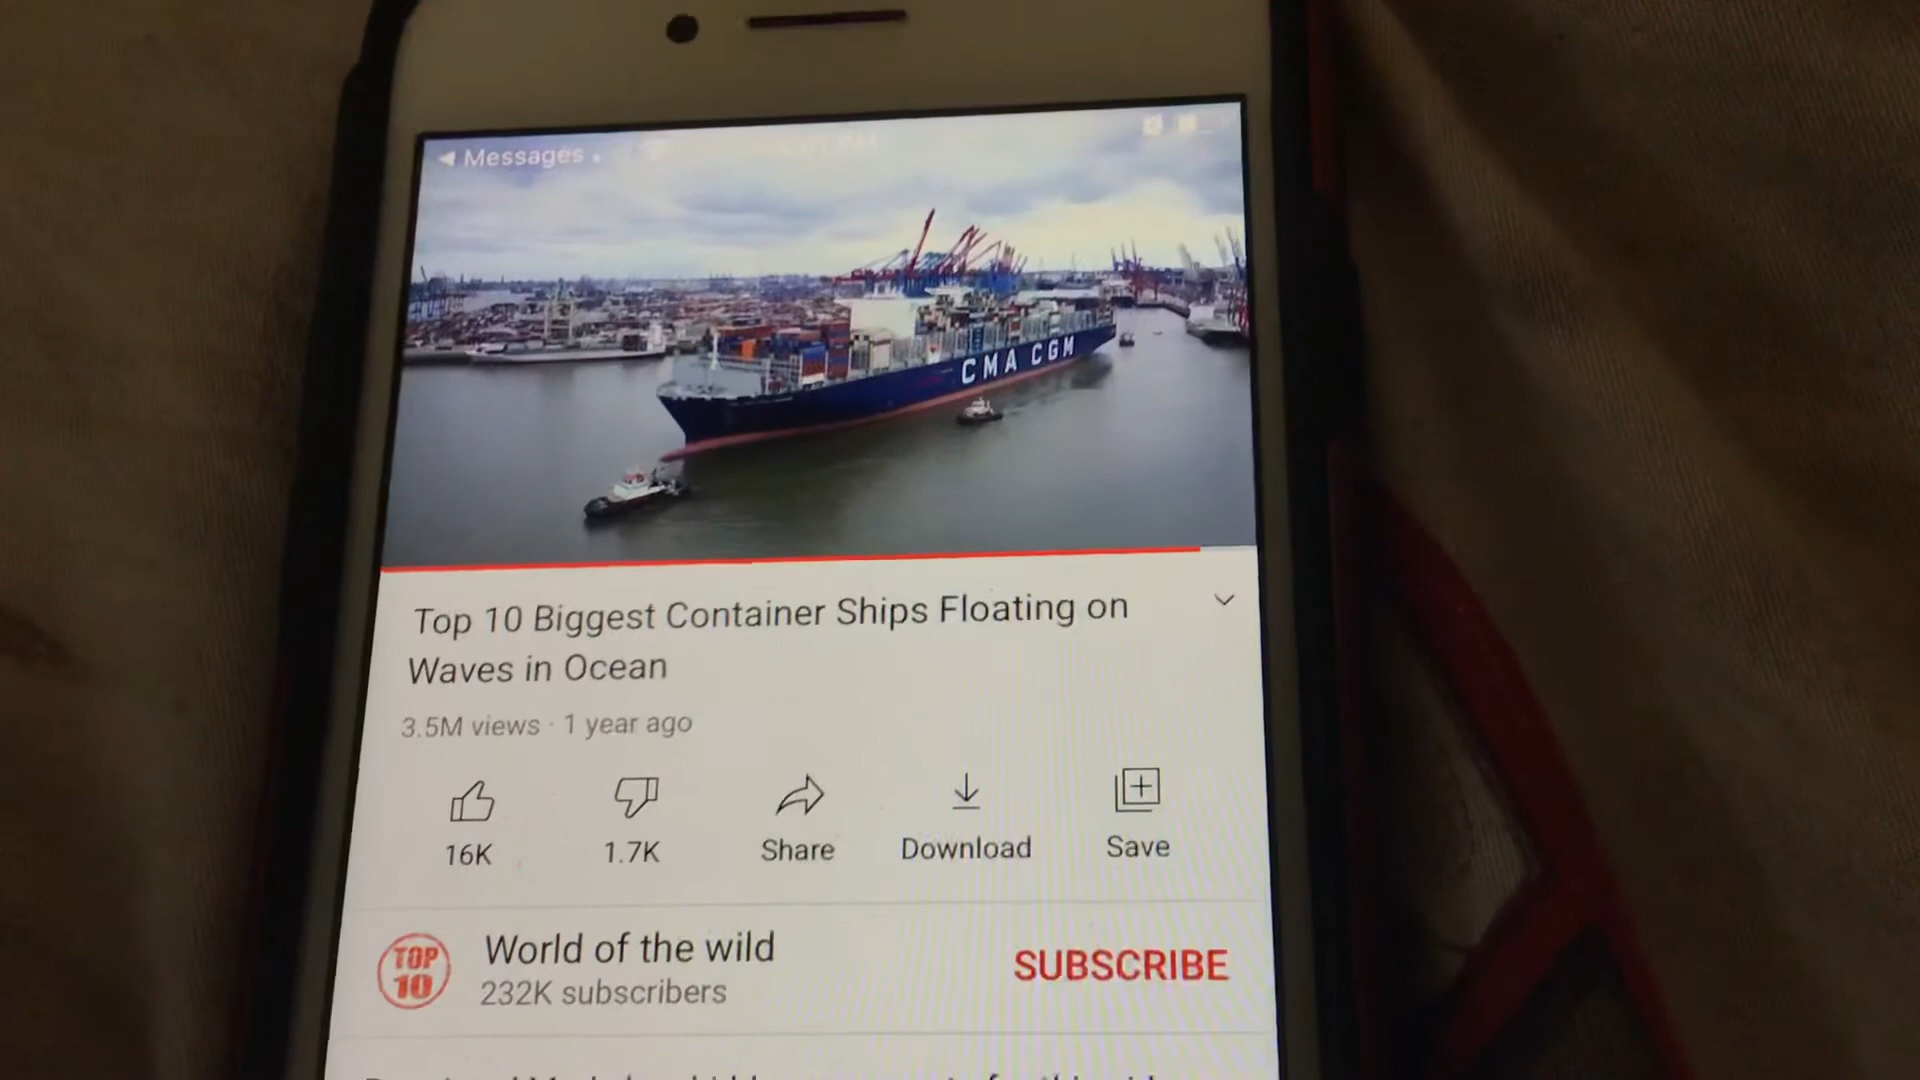 Messages
CMA CGM
Top 10 Biggest Container Ships Floating on
Waves in Ocean
3.5M views · 1 year ago
16K
1.7K
Share
Download
Save
TOP
10
World of the wild
232K subscribers
SUBSCRIBE